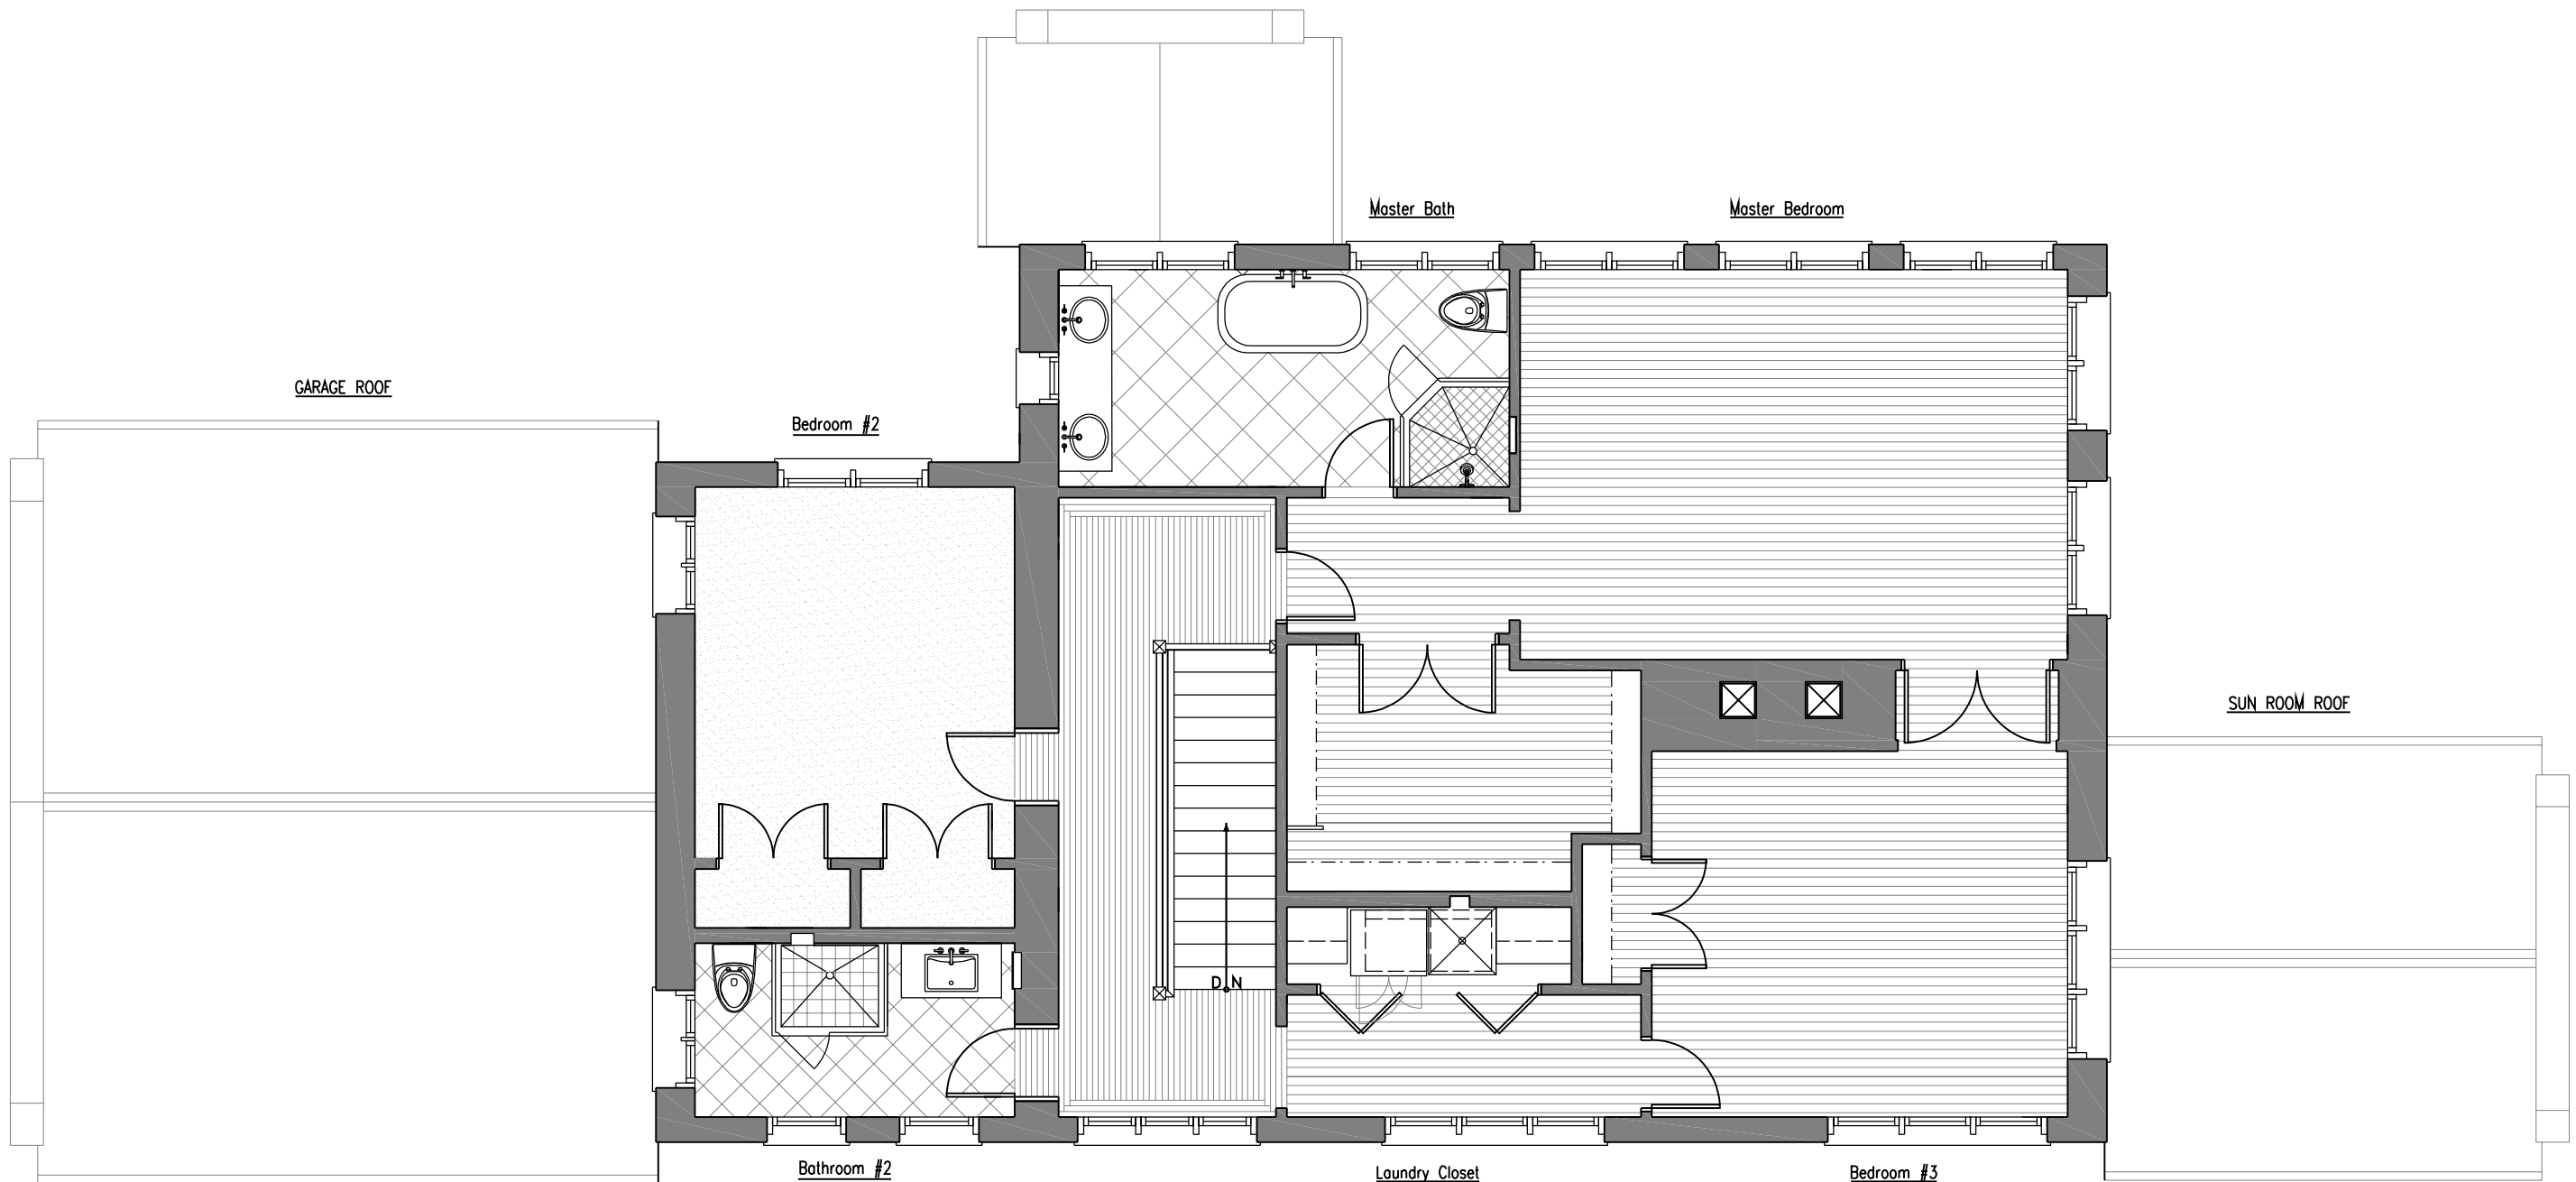 Master Bath
Master Bedroom
GARAGE ROOF
Bedroom #2
SUN ROOM ROOF
DN
Bathroom #2
Laundry Closet
Bedroom #3